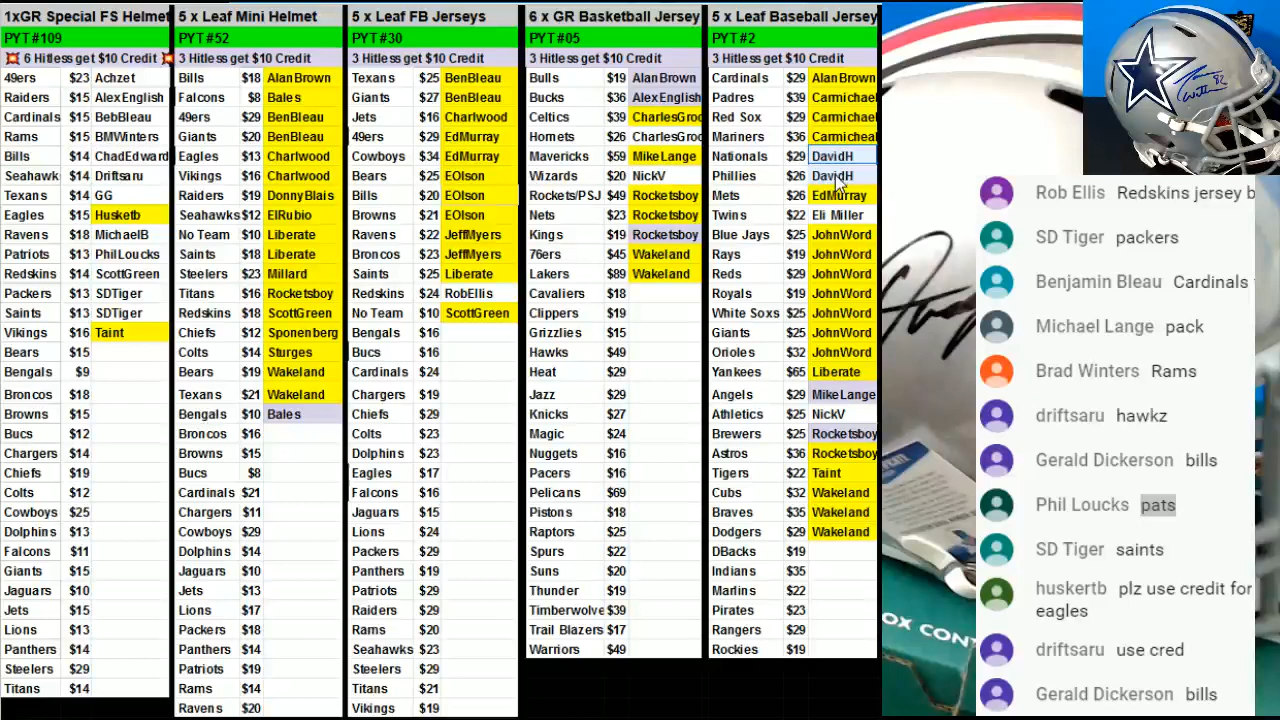 1xGR Special FS Helmet
PYT #109
6 Hitless get $10 Credit
49ers $23 Achzet
Raiders $15 AlexEnglish
Cardinals $15 BebBleau
Rams $15 BMWinters
Bills $14 ChadEdward
Seahawk $14 Driftsaru
Texans $14 GG
Eagles $15 Husketb
Ravens $18 MichaelB
Patriots $13 PhilLoucks
Redskins $14 ScottGreen
Packers $13 SDTiger
Saints $13 SDTiger
Vikings $16 Taint
Bears $15
Bengals $9
Broncos $18
Browns $15
Bucs $12
Chargers $14
Chiefs $19
Colts $12
Cowboys $25
Dolphins $13
Falcons $11
Giants $15
Jaguars $10
Jets $15
Lions $13
Panthers $14
Steelers $29
Titans $14
5 x Leaf Mini Helmet
PYT #52
3 Hitless get $10 Credit
Bills $18 AlanBrown
Falcons $8 Bales
49ers $29 BenBleau
Giants $20 BenBleau
Eagles $13 Charlwood
Vikings $16 Charlwood
Raiders $19 DonnyBlais
Seahawks $12 ElRubio
No Team $10 Liberate
Saints $18 Liberate
Steelers $23 Millard
Titans $16 Rocketsboy
Redskins $18 ScottGreen
Chiefs $12 Sponenberg
Colts $14 Sturges
Bears $19 Wakeland
Texans $21 Wakeland
Bengals $10 Bales
Broncos $16
Browns $15
Bucs $8
Cardinals $21
Chargers $11
Cowboys $29
Dolphins $14
Jaguars $10
Jets $13
Lions $17
Packers $18
Panthers $14
Patriots $19
Rams $14
Ravens $20
5 x Leaf FB Jerseys
PYT #30
3 Hitless get $10 Credit
Texans $25 BenBleau
Giants $27 BenBleau
Jets $16 Charlwood
49ers $29 EdMurray
Cowboys $34 EdMurray
Bears $25 EOlson
Bills $20 EOlson
Browns $21 EOlson
Ravens $22 JeffMyers
Broncos $23 JeffMyers
Saints $25 Liberate
Redskins $24 RobEllis
No Team $10 ScottGreen
Bengals $16
Bucs $16
Cardinals $24
Chargers $19
Chiefs $29
Colts $23
Dolphins $23
Eagles $17
Falcons $16
Jaguars $15
Lions $24
Packers $29
Panthers $19
Patriots $29
Raiders $29
Rams $20
Seahawks $23
Steelers $29
Titans $21
Vikings $19
6 x GR Basketball Jersey
PYT #05
3 Hitless get $10 Credit
Bulls $19 AlanBrown
Bucks $36 AlexEnglish
Celtics $39 CharlesGroo
Hornets $26 CharlesGroo
Mavericks $59 MikeLange
Wizards $20 NickV
Rockets/PSJ $49 Rocketsboy
Nets $23 Rocketsboy
Kings $19 Rocketsboy
76ers $45 Wakeland
Lakers $89 Wakeland
Cavaliers $18
Clippers $19
Grizzlies $15
Hawks $49
Heat $29
Jazz $29
Knicks $27
Magic $24
Nuggets $16
Pacers $16
Pelicans $69
Pistons $18
Raptors $25
Spurs $22
Suns $20
Thunder $19
Timberwolve $39
Trail Blazers $17
Warriors $49
5 x Leaf Baseball Jersey
PYT #2
3 Hitless get $10 Credit
Cardinals $29 AlanBrown
Padres $39 Carmichael
Red Sox $29 Carmichael
Mariners $36 Carmicheal
Nationals $29 DavidH
Phillies $26 DavidH
Mets $26 EdMurray
Twins $22 Eli Miller
Blue Jays $25 JohnWord
Rays $19 JohnWord
Reds $29 JohnWord
Royals $19 JohnWord
White Soxs $25 JohnWord
Giants $25 JohnWord
Orioles $32 JohnWord
Yankees $65 Liberate
Angels $29 MikeLange
Athletics $25 NickV
Brewers $25 Rocketsboy
Astros $36 Rocketsboy
Tigers $22 Taint
Cubs $32 Wakeland
Braves $35 Wakeland
Dodgers $29 Wakeland
DBacks $19
Indians $35
Marlins $22
Pirates $23
Rangers $29
Rockies $19
Rob Ellis Redskins jersey b
SD Tiger packers
Benjamin Bleau Cardinals
Michael Lange pack
Brad Winters Rams
driftsaru hawkz
Gerald Dickerson bills
Phil Loucks pats
SD Tiger saints
huskertb plz use credit for
eagles
driftsaru use cred
Gerald Dickerson bills
OX CONT